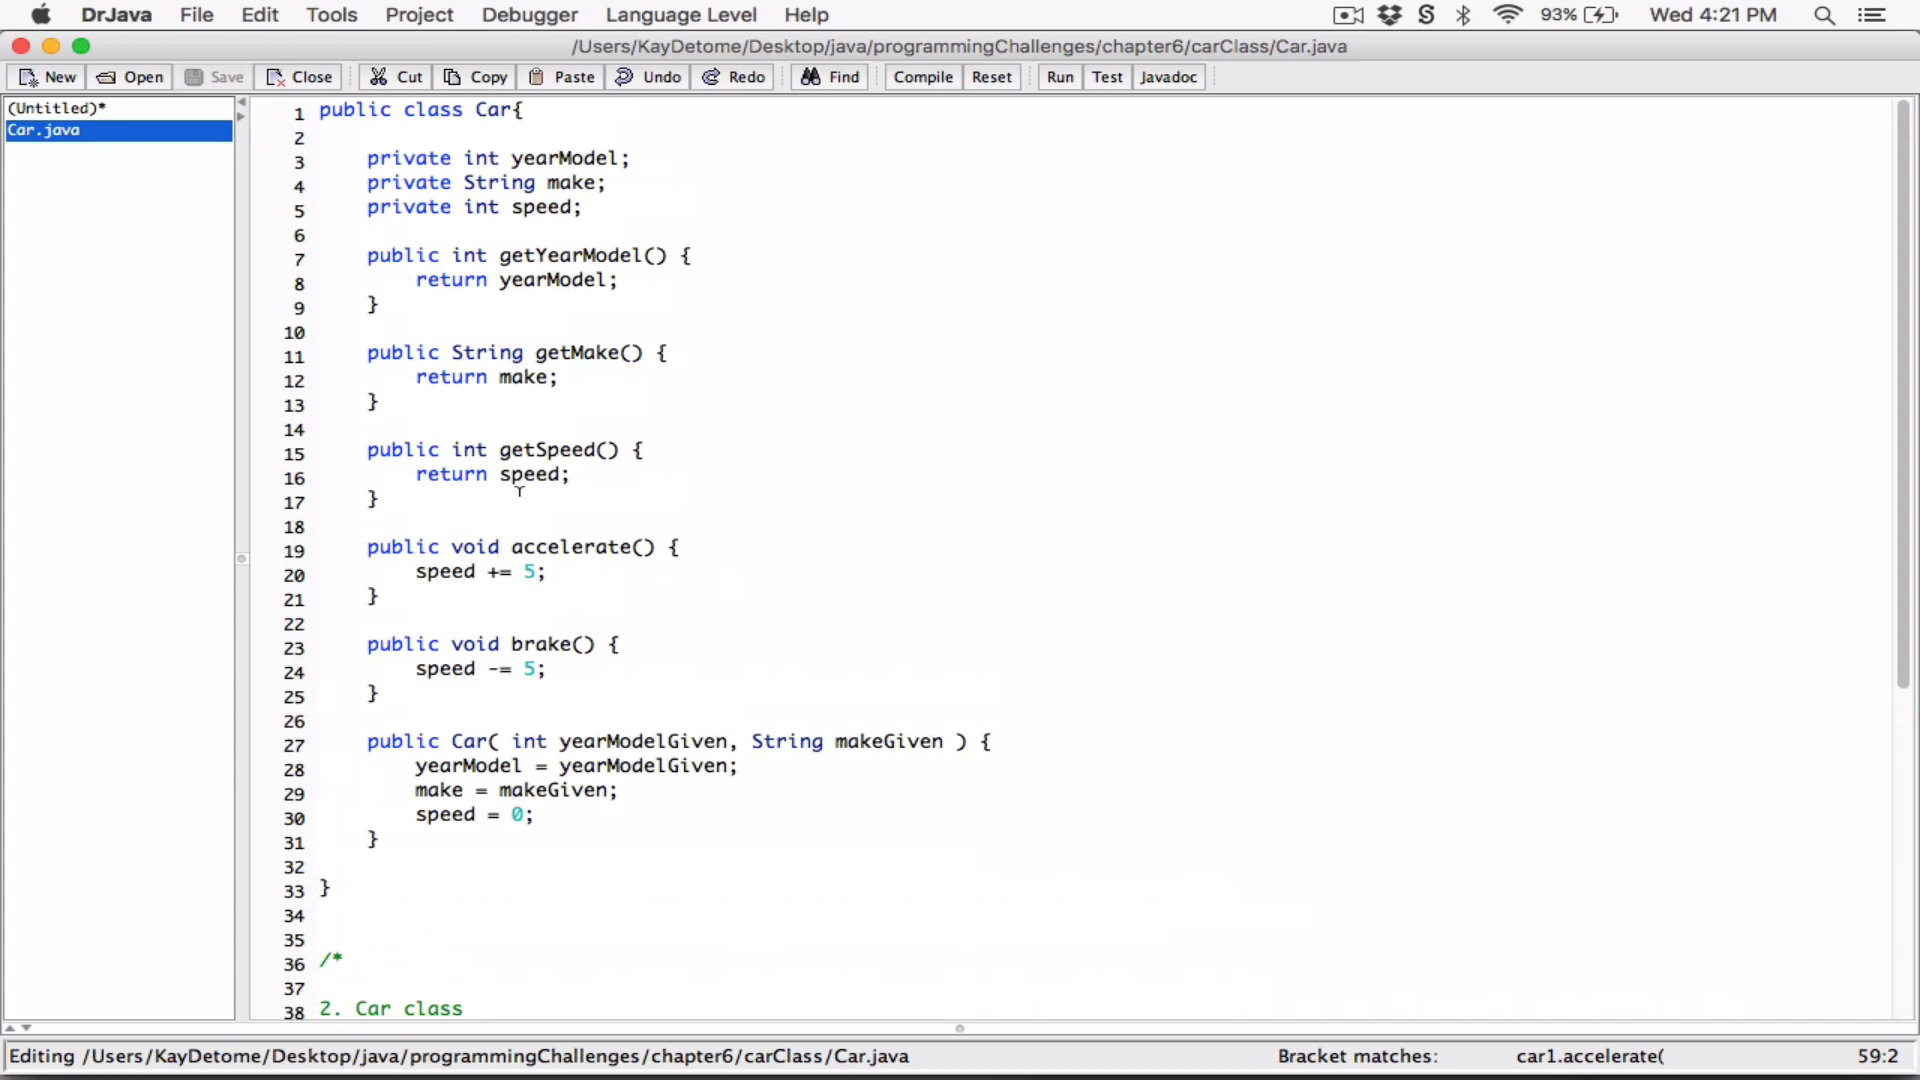 DrJava File Edit Tools Project Debugger Language Level Help 93% Wed 4:21 PM
/Users/KayDetome/Desktop/java/programmingChallenges/chapter6/carClass/Car.java
New Open Save Close Cut Copy Paste Undo Redo Find Compile Reset Run Test Javadoc
(Untitled)*
Car.java
1 public class Car{
2
3 private int yearModel;
4 private String make;
5 private int speed;
6
7 public int getYearModel() {
8 return yearModel;
9 }
10
11 public String getMake() {
12 return make;
13 }
14
15 public int getSpeed() {
16 return speed;
17 }
18
19 public void accelerate() {
20 speed += 5;
21 }
22
23 public void brake() {
24 speed -= 5;
25 }
26
27 public Car( int yearModelGiven, String makeGiven ) {
28 yearModel = yearModelGiven;
29 make = makeGiven;
30 speed = 0;
31 }
32
33 }
34
35
36 /*
37
38 2. Car class
Editing /Users/KayDetome/Desktop/java/programmingChallenges/chapter6/carClass/Car.java Bracket matches: car1.accelerate( 59:2